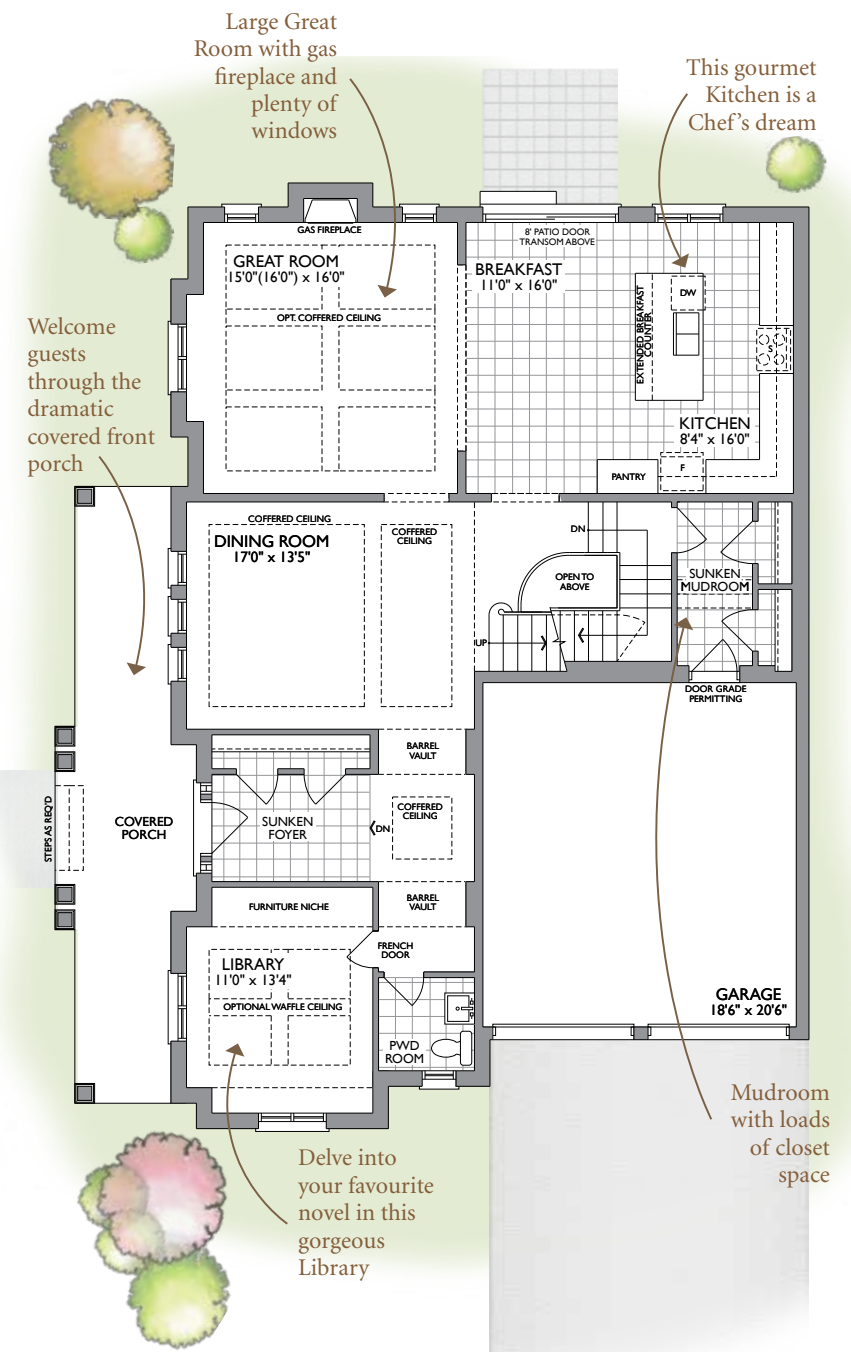 Large Great
Room with gas
fireplace and
plenty of
windows
This gourmet
Kitchen is a
Chef's dream
GAS FIREPLACE
8' PATIO DOOR
TRANSOM ABOVE
GREAT ROOM
15'0"(16'0") x 16'0"
OPT. COFFERED CEILING
BREAKFAST
11'0" x 16'0"
DW
EXTENDED BREAKFAST
COUNTER
S
KITCHEN
8'4" x 16'0"
PANTRY
F
Welcome
guests
through the
dramatic
covered front
porch
COFFERED CEILING
DINING ROOM
17'0" x 13'5"
COFFERED
CEILING
DN
OPEN TO
ABOVE
UP
SUNKEN
MUDROOM
DOOR GRADE
PERMITTING
BARREL
VAULT
COVERED
PORCH
STEPS AS REQ'D
SUNKEN
FOYER
DN
COFFERED
CEILING
FURNITURE NICHE
BARREL
VAULT
FRENCH
DOOR
LIBRARY
11'0" x 13'4"
OPTIONAL WAFFLE CEILING
PWD
ROOM
GARAGE
18'6" x 20'6"
Mudroom
with loads
of closet
space
Delve into
your favourite
novel in this
gorgeous
Library